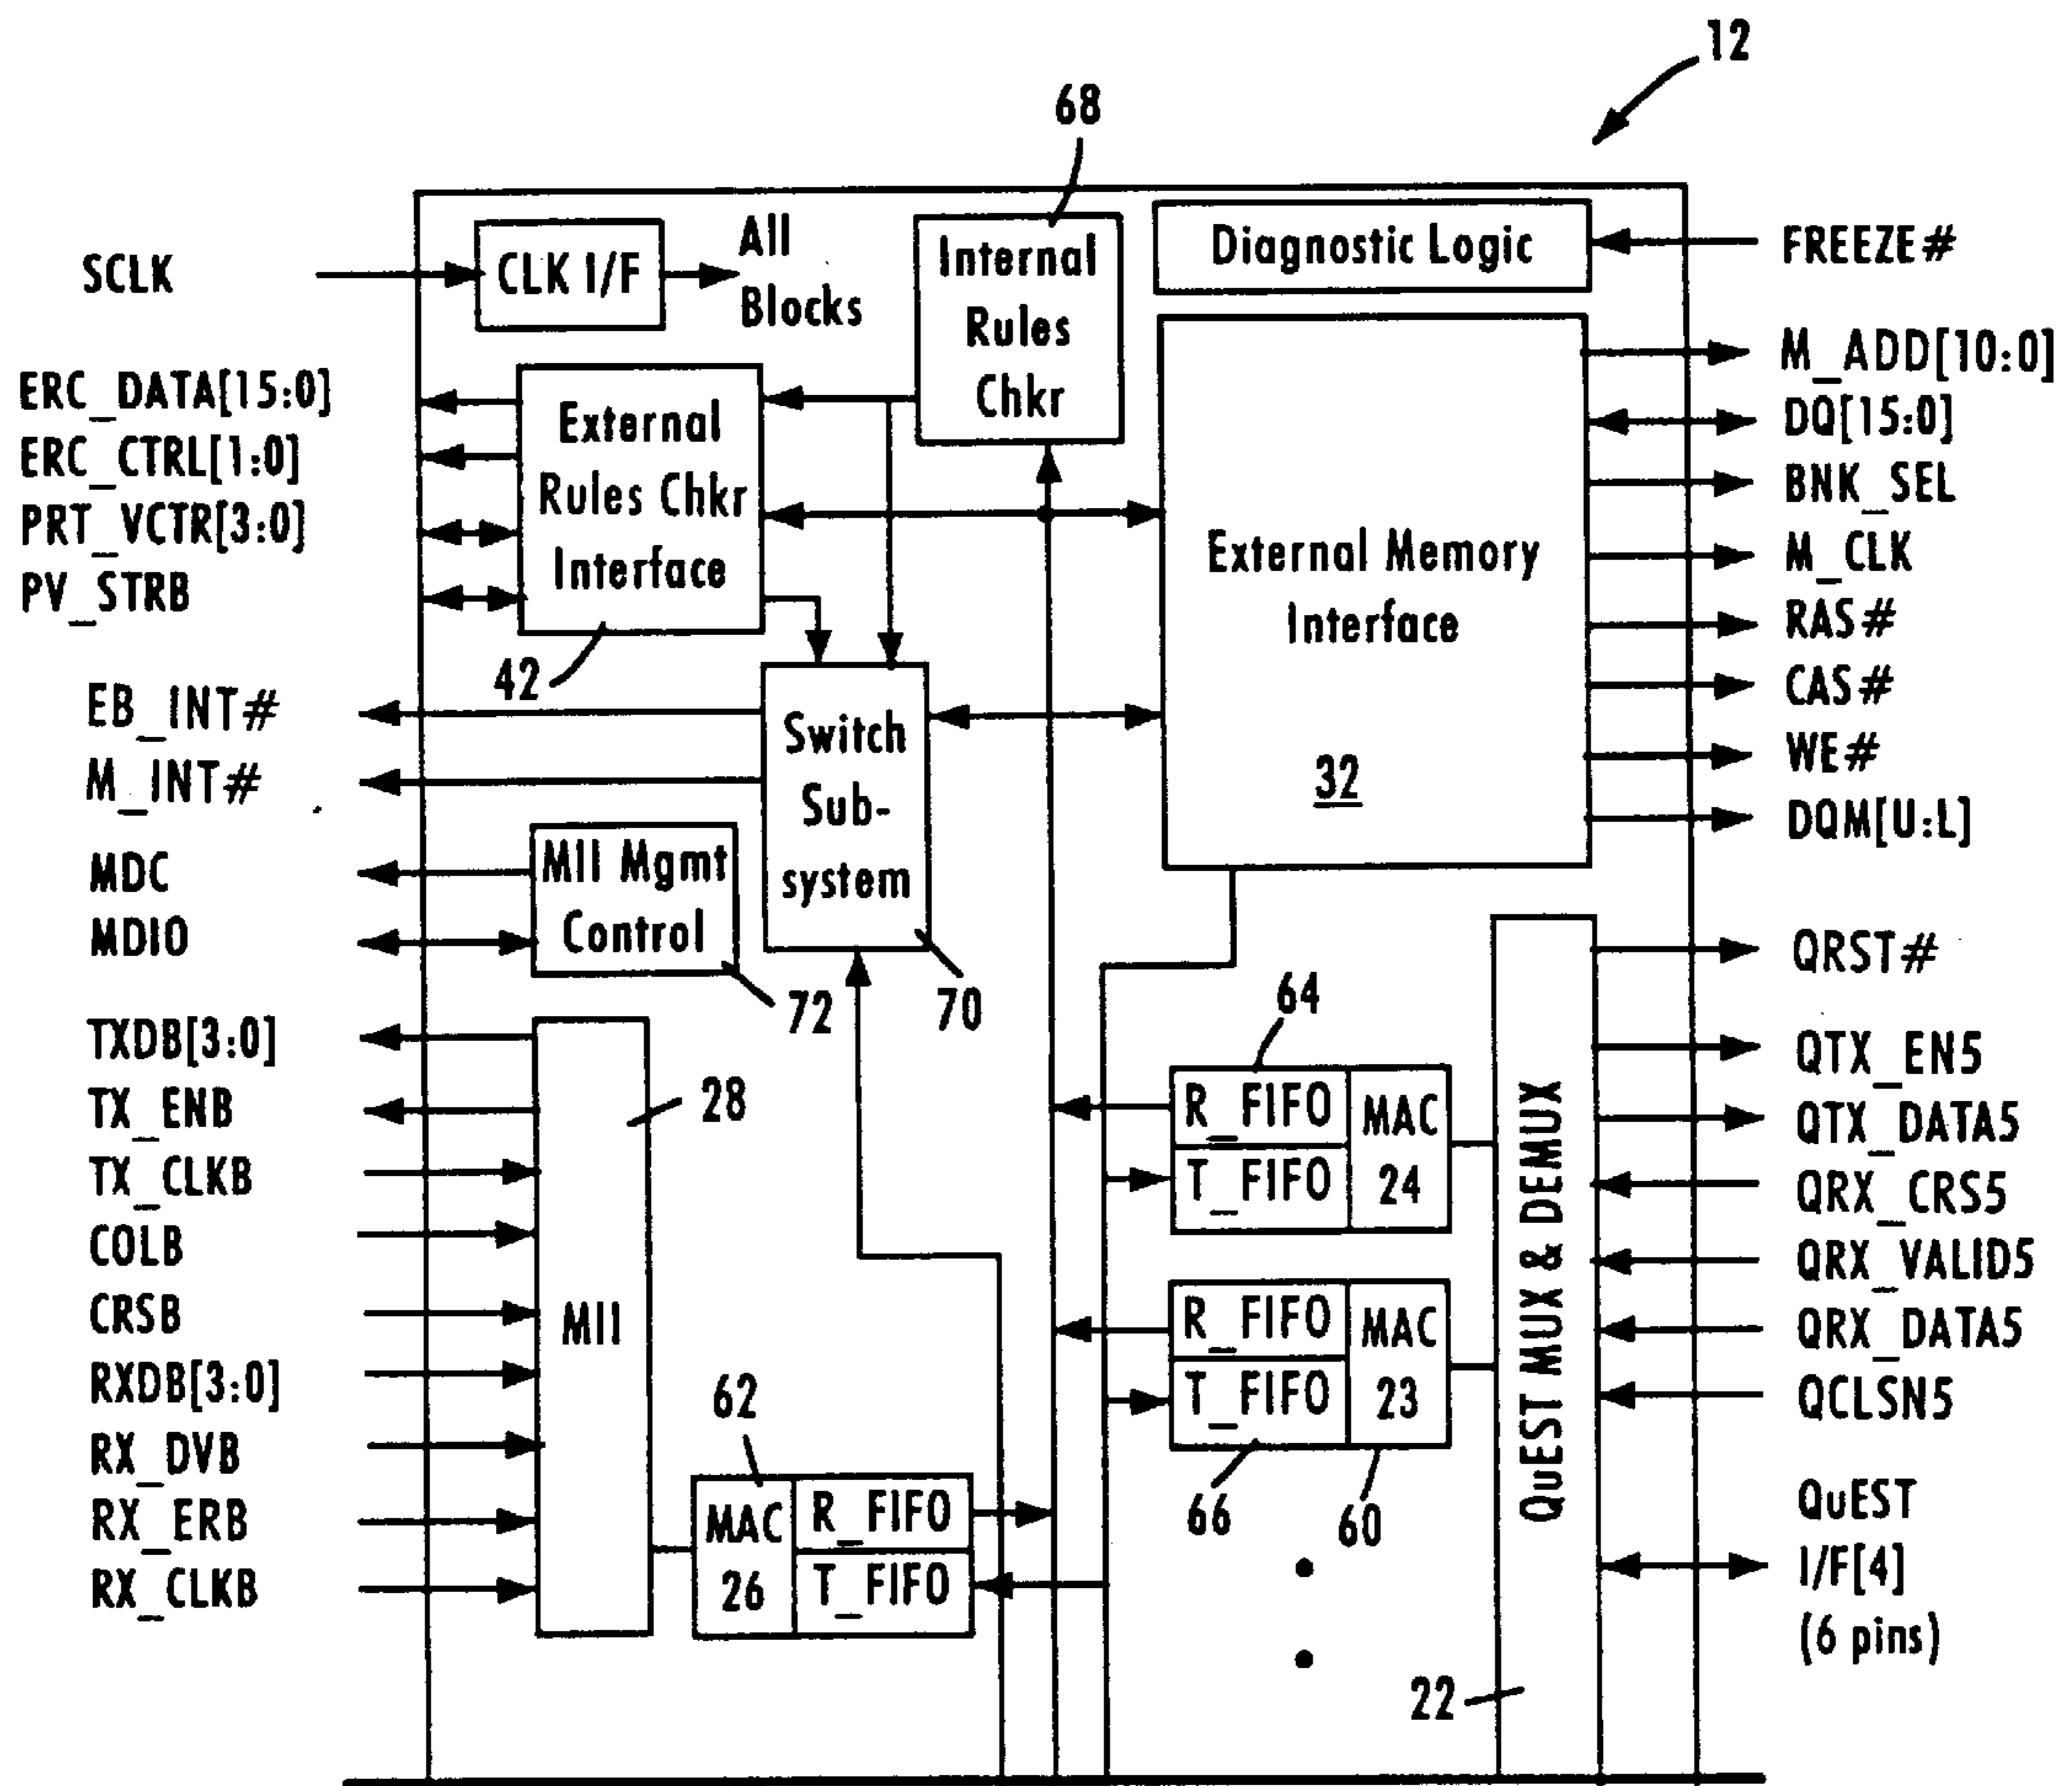 12
68
SCLK
CLK I/F
All
Blocks
Internal
Rules
Chkr
Diagnostic Logic
FREEZE#
ERC_DATA[15:0]
ERC_CTRL[1:0]
PRT_VCTR[3:0]
PV_STRB
External
Rules Chkr
Interface
42
External Memory
Interface
32
M_ADD[10:0]
DQ[15:0]
BNK_SEL
M_CLK
RAS#
CAS#
WE#
DQM[U:L]
EB_INT#
M_INT#
Switch
Sub-
system
70
MDC
MDIO
MII Mgmt
Control
72
TXDB[3:0]
TX_ENB
TX_CLKB
COLB
CRSB
RXDB[3:0]
RX_DVB
RX_ERB
RX_CLKB
MII
28
62
MAC
26
R_FIFO
T_FIFO
64
R_FIFO
T_FIFO
MAC
24
R_FIFO
T_FIFO
MAC
23
66
60
QuEST MUX & DEMUX
22
QRST#
QTX_EN5
QTX_DATA5
QRX_CRS5
QRX_VALID5
QRX_DATA5
QCLSN5
QuEST
I/F[4]
(6 pins)